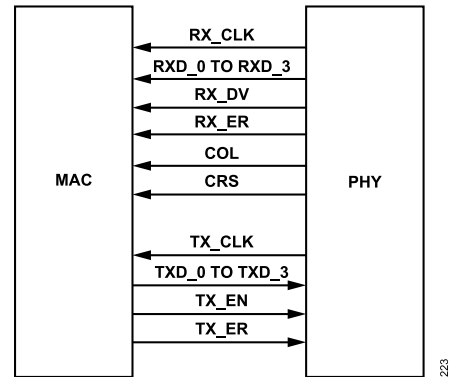 RX_CLK
RXD_0 TO RXD_3
RX_DV
RX_ER
COL
CRS
MAC
PHY
TX_CLK
TXD_0 TO TXD_3
TX_EN
TX_ER
223